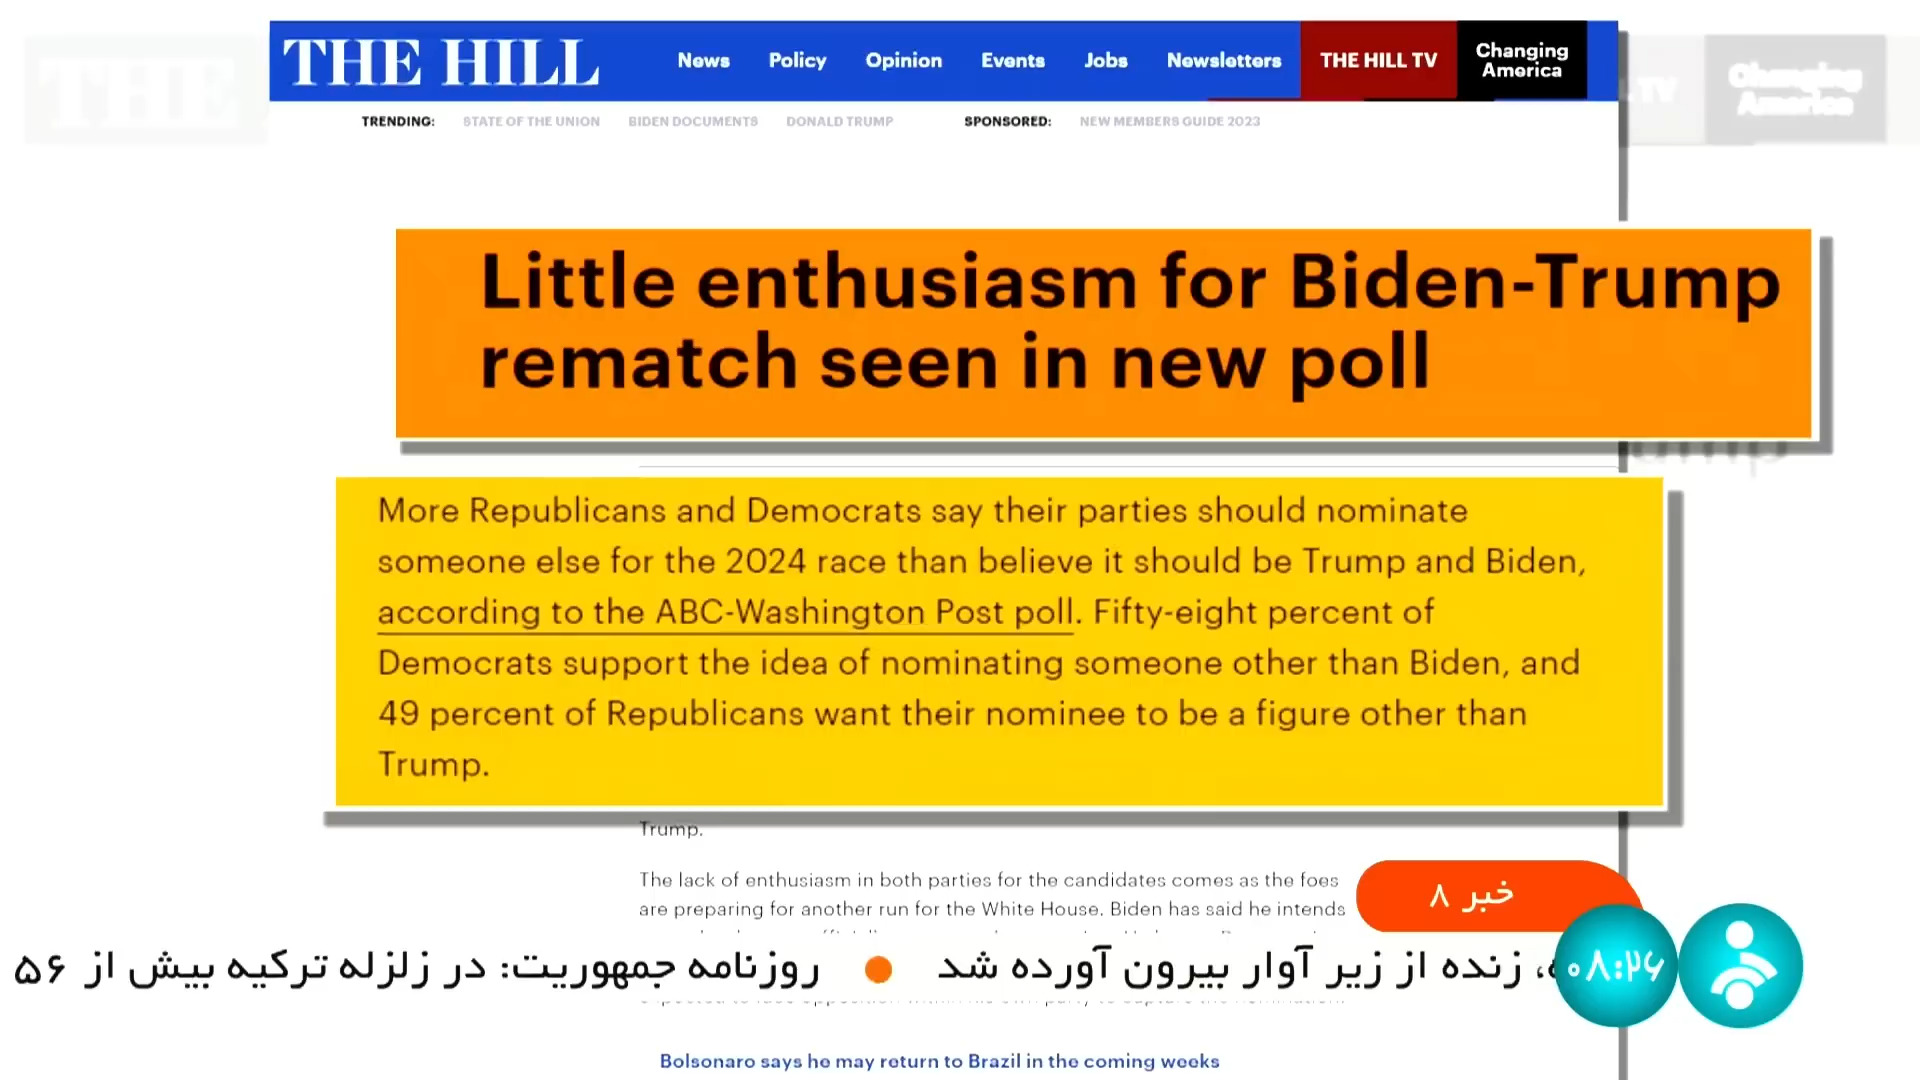 THE HILL
News
Policy
Opinion
Events
Jobs
Newsletters
THE HILL TV
Changing
America
TRENDING:
STATE OF THE UNION
BIDEN DOCUMENTS
DONALD TRUMP
SPONSORED:
NEW MEMBERS GUIDE 2023
Little enthusiasm for Biden-Trump
rematch seen in new poll
More Republicans and Democrats say their parties should nominate
someone else for the 2024 race than believe it should be Trump and Biden,
according to the ABC-Washington Post poll. Fifty-eight percent of
Democrats support the idea of nominating someone other than Biden, and
49 percent of Republicans want their nominee to be a figure other than
Trump.
Trump.
The lack of enthusiasm in both parties for the candidates comes as the foes
are preparing for another run for the White House. Biden has said he intends
خبر ۸
زنده از زیر آوار بیرون آورده شد
روزنامه جمهوریت: در زلزله ترکیه بیش از ۵۶
۰۸:۲۶
Bolsonaro says he may return to Brazil in the coming weeks